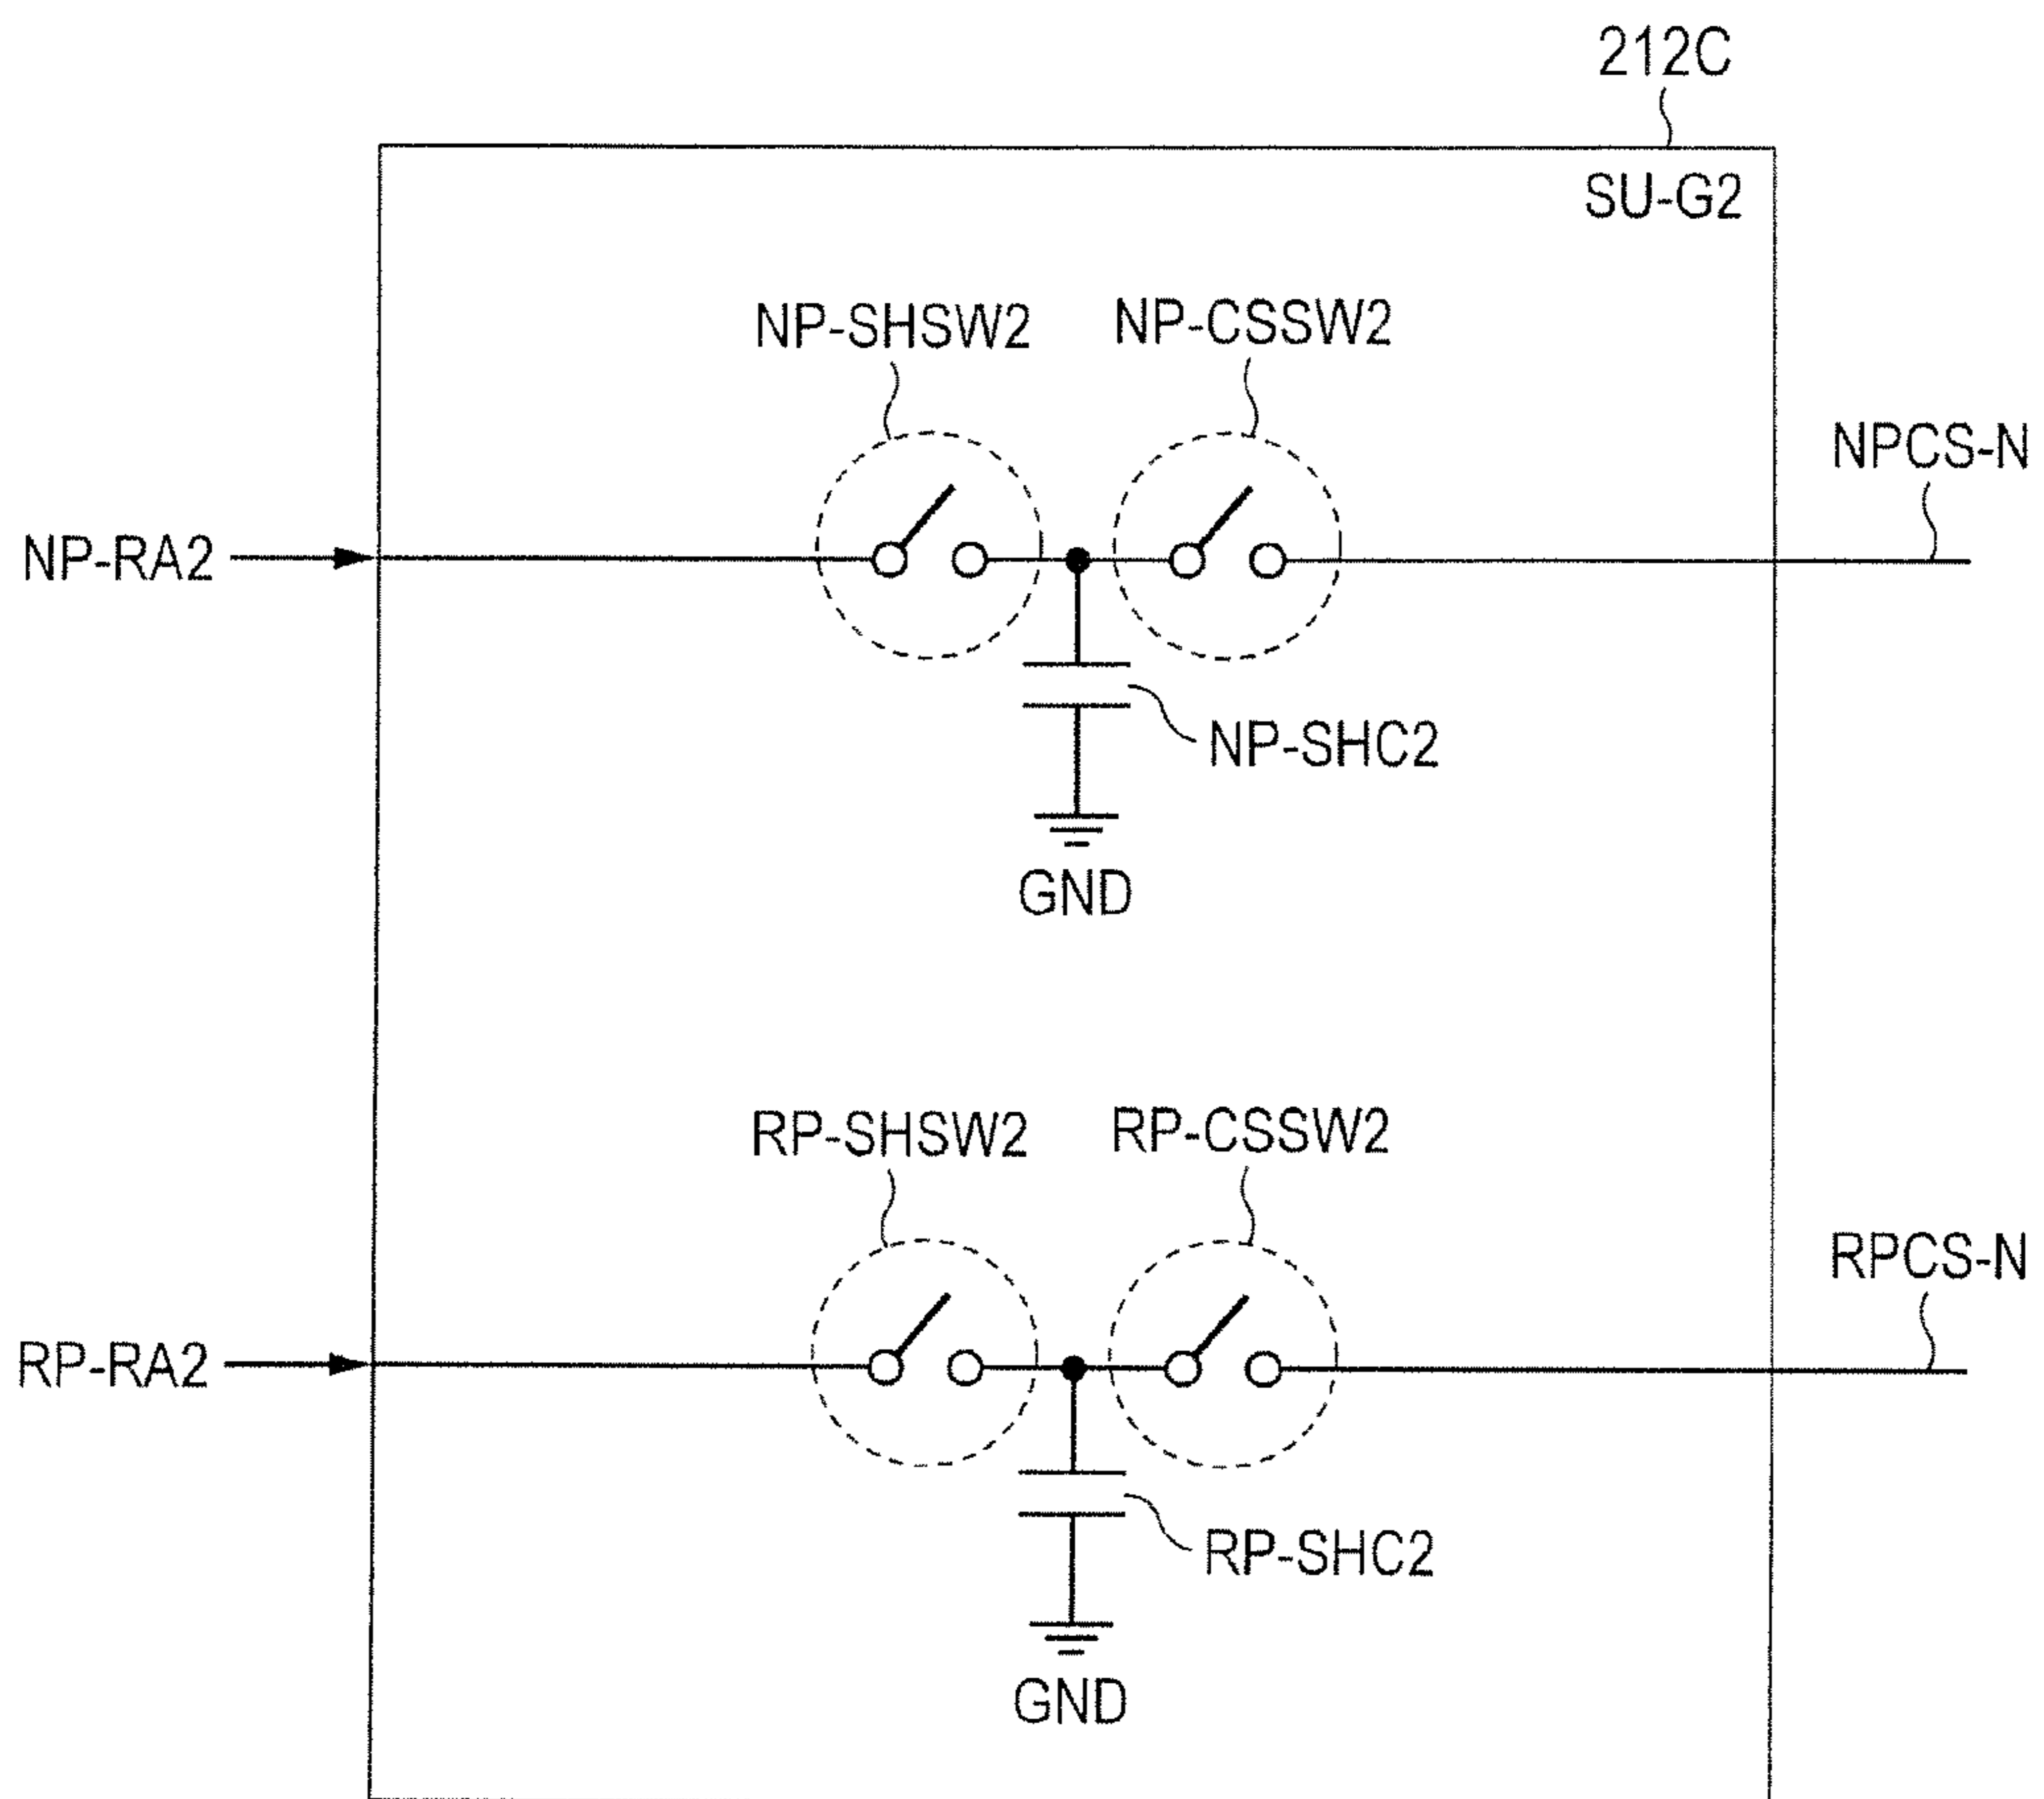 212C
SU-G2
NP-SHSW2
NP-CSSW2
NPCS-N
NP-RA2
NP-SHC2
GND
RP-SHSW2
RP-CSSW2
RPCS-N
RP-RA2
RP-SHC2
GND